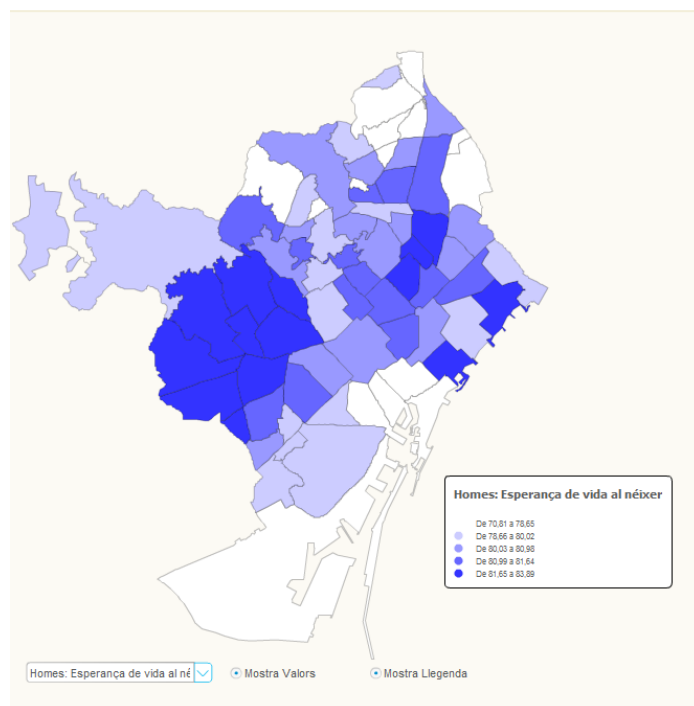 Homes: Esperança de vida al néixer
De 70,81 a 78,65
De 78,66 a 80,02
De 80,03 a 80,98
De 80,99 a 81,64
De 81,65 a 83,89
Homes: Esperança de vida al né
Mostra Valors
Mostra Llegenda